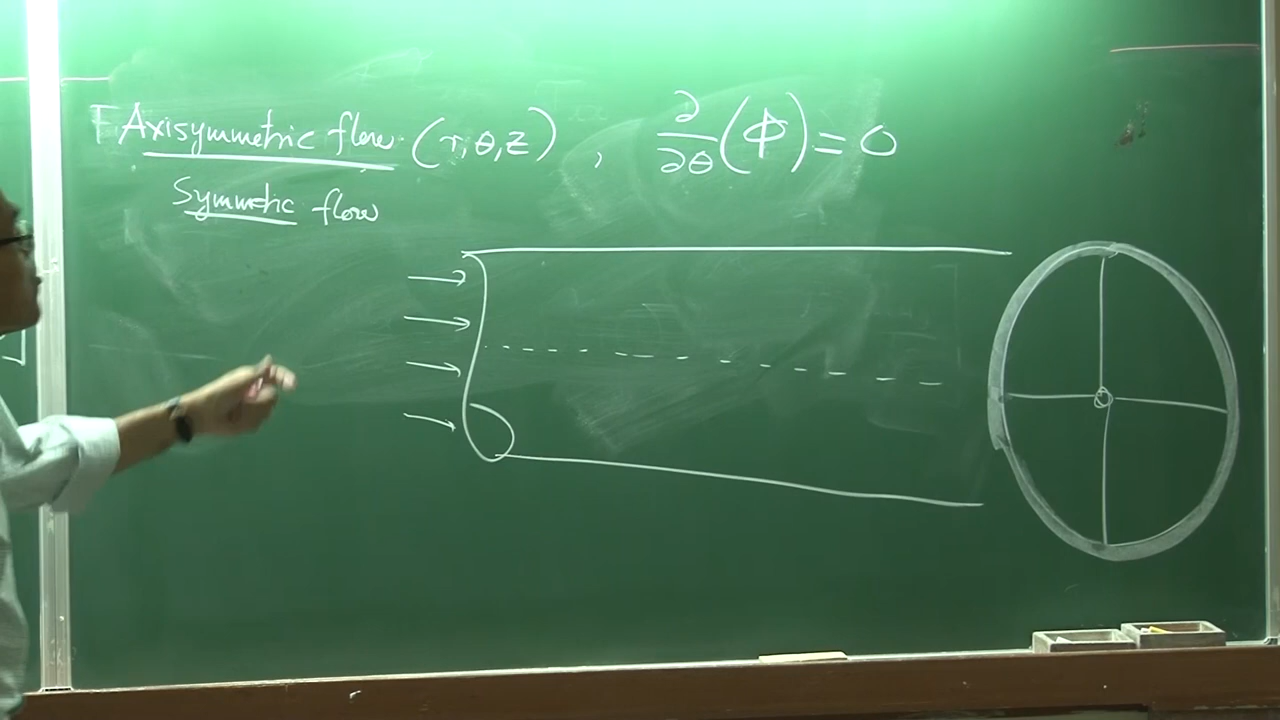 Axisymmetric flow (r,θ,z) , ∂/∂θ(φ)=0
Symmetric flow